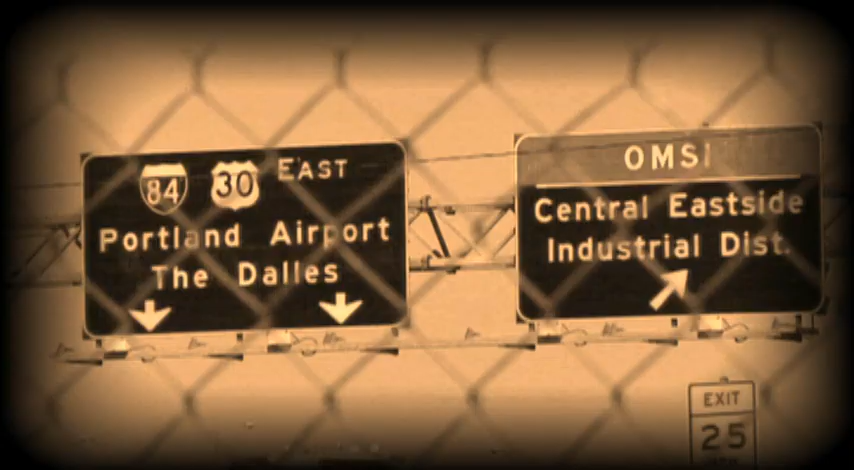 84 30 EAST
Portland Airport
The Dalles
OMSI
Central Eastside
Industrial Dist.
EXIT
25